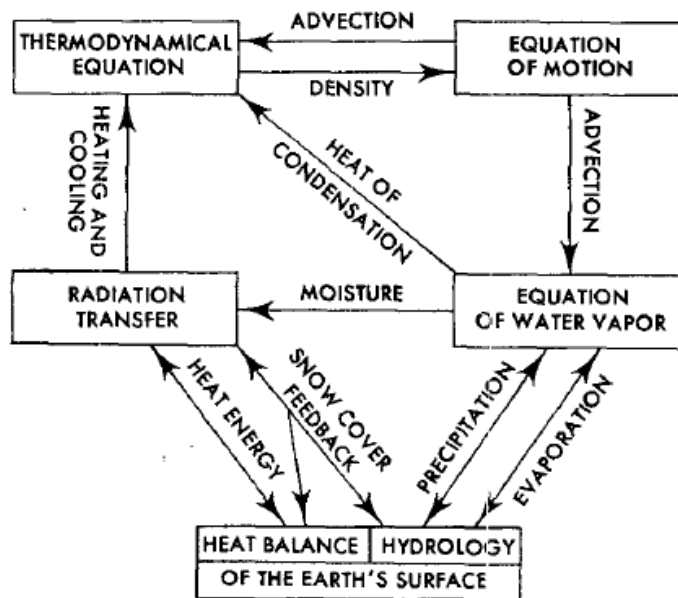 ADVECTION
THERMODYNAMICAL
EQUATION
EQUATION
OF MOTION
DENSITY
HEATING AND
COOLING
HEAT OF
CONDENSATION
ADVECTION
RADIATION
TRANSFER
MOISTURE
EQUATION
OF WATER VAPOR
HEAT ENERGY
SNOW COVER
FEEDBACK
PRECIPITATION
EVAPORATION
HEAT BALANCE
HYDROLOGY
OF THE EARTH'S SURFACE